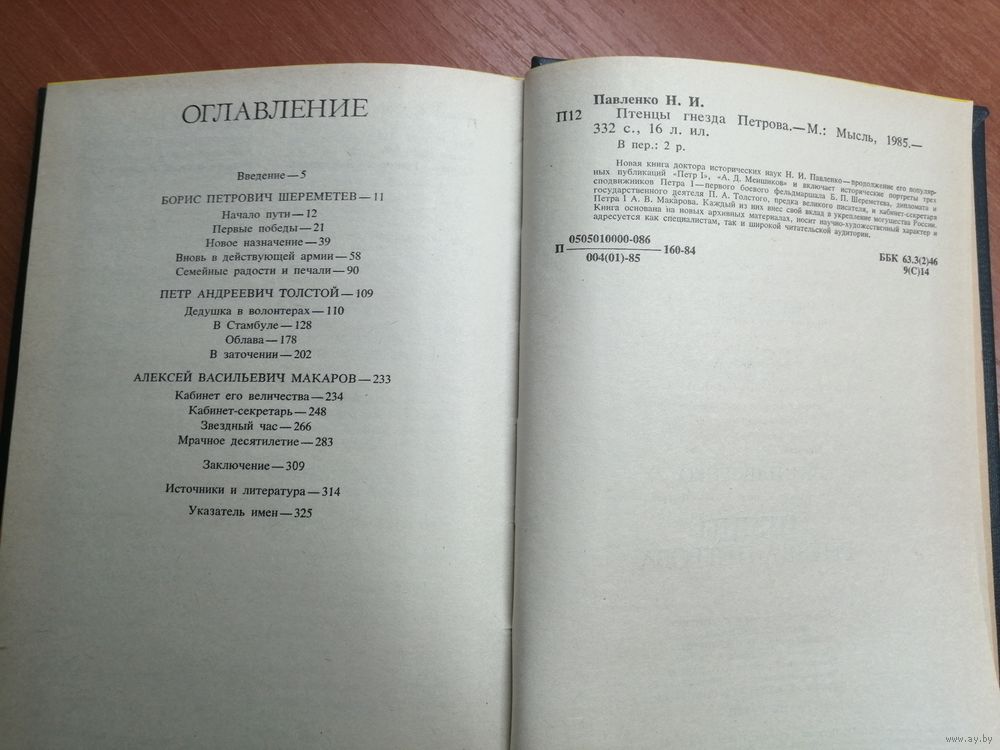 ОГЛАВЛЕНИЕ
Введение—5
БОРИС ПЕТРОВИЧ ШЕРЕМЕТЕВ—11
Начало пути—12
Первые победы—21
Новое назначение—39
Вновь в действующей армии—58
Семейные радости и печали—90
ПЕТР АНДРЕЕВИЧ ТОЛСТОЙ—109
Дедушка в волонтерах—110
В Стамбуле—128
Облава—178
В заточении—202
АЛЕКСЕЙ ВАСИЛЬЕВИЧ МАКАРОВ—233
Кабинет его величества—234
Кабинет-секретарь—248
Звездный час—266
Мрачное десятилетие—283
Заключение—309
Источники и литература—314
Указатель имен—325
Павленко Н. И.
П12 Птенцы гнезда Петрова.—М.: Мысль, 1985.—
332 с., 16 л. ил.
В пер.: 2 р.
Новая книга доктора исторических наук Н. И. Павленко—продолжение его популяр-
ных публикаций «Петр I», «А. Д. Меншиков» и включает исторические портреты трех
сподвижников Петра I—первого боевого фельдмаршала Б. П. Шереметева, дипломата и
государственного деятеля П. А. Толстого, предка великого писателя, и кабинет-секретаря
Петра I А. В. Макарова. Каждый из них внес свой вклад в укрепление могущества России.
Книга основана на новых архивных материалах, носит научно-художественный характер и
адресуется как специалистам, так и широкой читательской аудитории.
П 0505010000-086 160-84
004(01)-85
ББК 63.3(2)46
9(С)14
www.ay.by